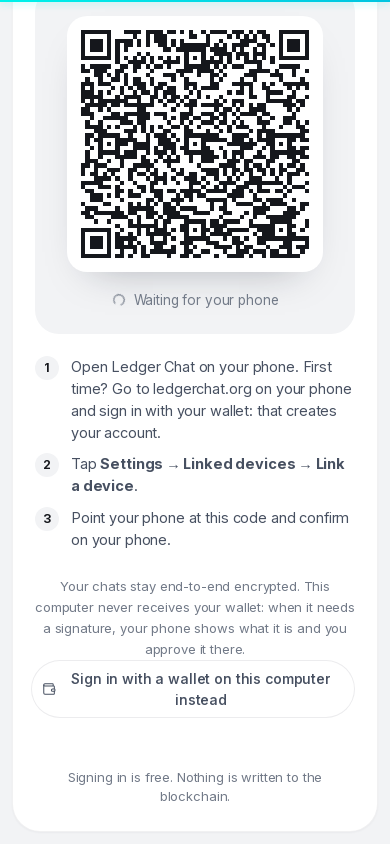 Waiting for your phone
1 Open Ledger Chat on your phone. First
time? Go to ledgerchat.org on your phone
and sign in with your wallet: that creates
your account.
2 Tap Settings → Linked devices → Link
a device.
3 Point your phone at this code and confirm
on your phone.
Your chats stay end-to-end encrypted. This
computer never receives your wallet: when it needs
a signature, your phone shows what it is and you
approve it there.
Sign in with a wallet on this computer
instead
Signing in is free. Nothing is written to the
blockchain.